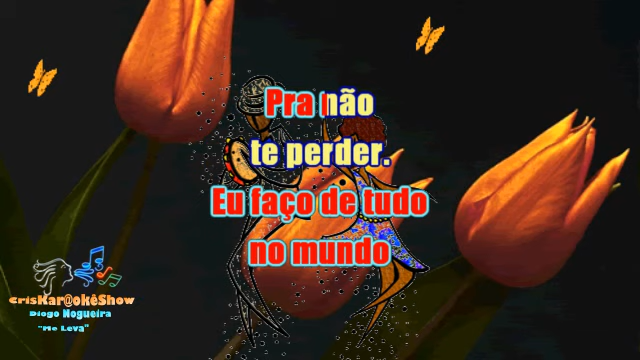 Pra não
te perder.
Eu faço de tudo
no mundo
CrisKar@okêShow
Diogo Nogueira
"Me Leva"